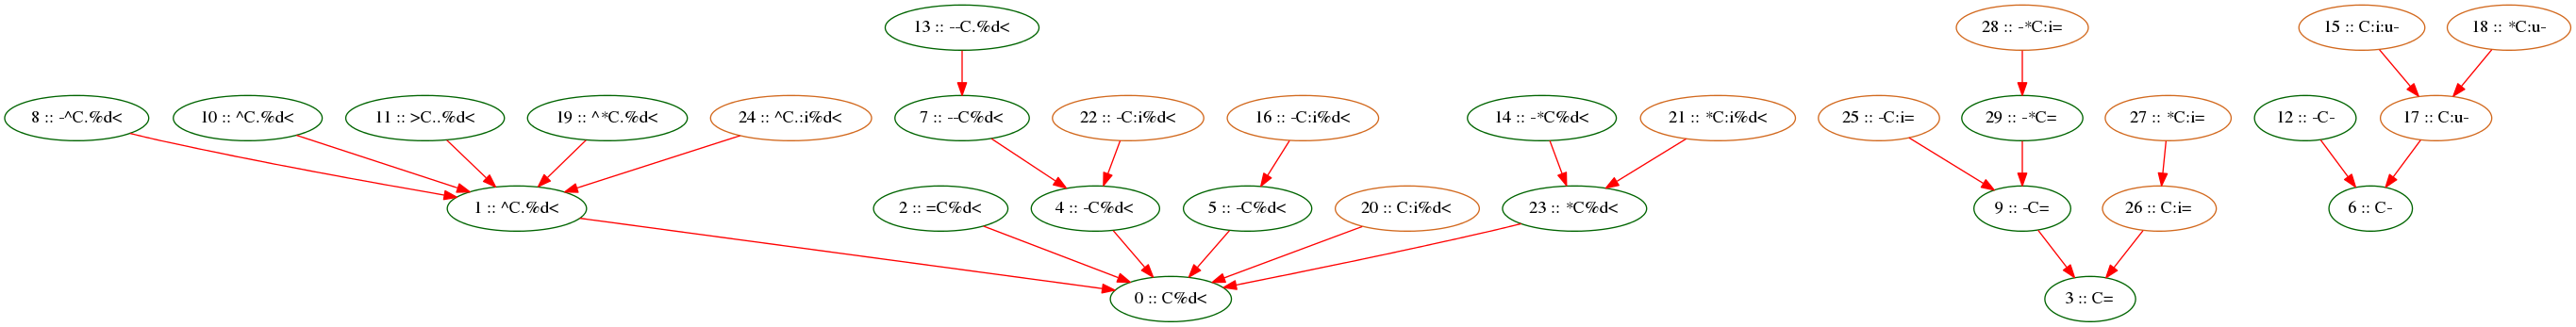 13 :: --C.%d<
28 :: -*C:i=
15 :: C:i:u-
18 :: *C:u-
8 :: -^C.%d<
10 :: ^C.%d<
11 :: >C..%d<
19 :: ^*C.%d<
24 :: ^C.:i%d<
7 :: --C%d<
22 :: -C:i%d<
16 :: -C:i%d<
14 :: -*C%d<
21 :: *C:i%d<
25 :: -C:i=
29 :: -*C=
27 :: *C:i=
12 :: -C-
17 :: C:u-
1 :: ^C.%d<
2 :: =C%d<
4 :: -C%d<
5 :: -C%d<
20 :: C:i%d<
23 :: *C%d<
9 :: -C=
26 :: C:i=
6 :: C-
0 :: C%d<
3 :: C=